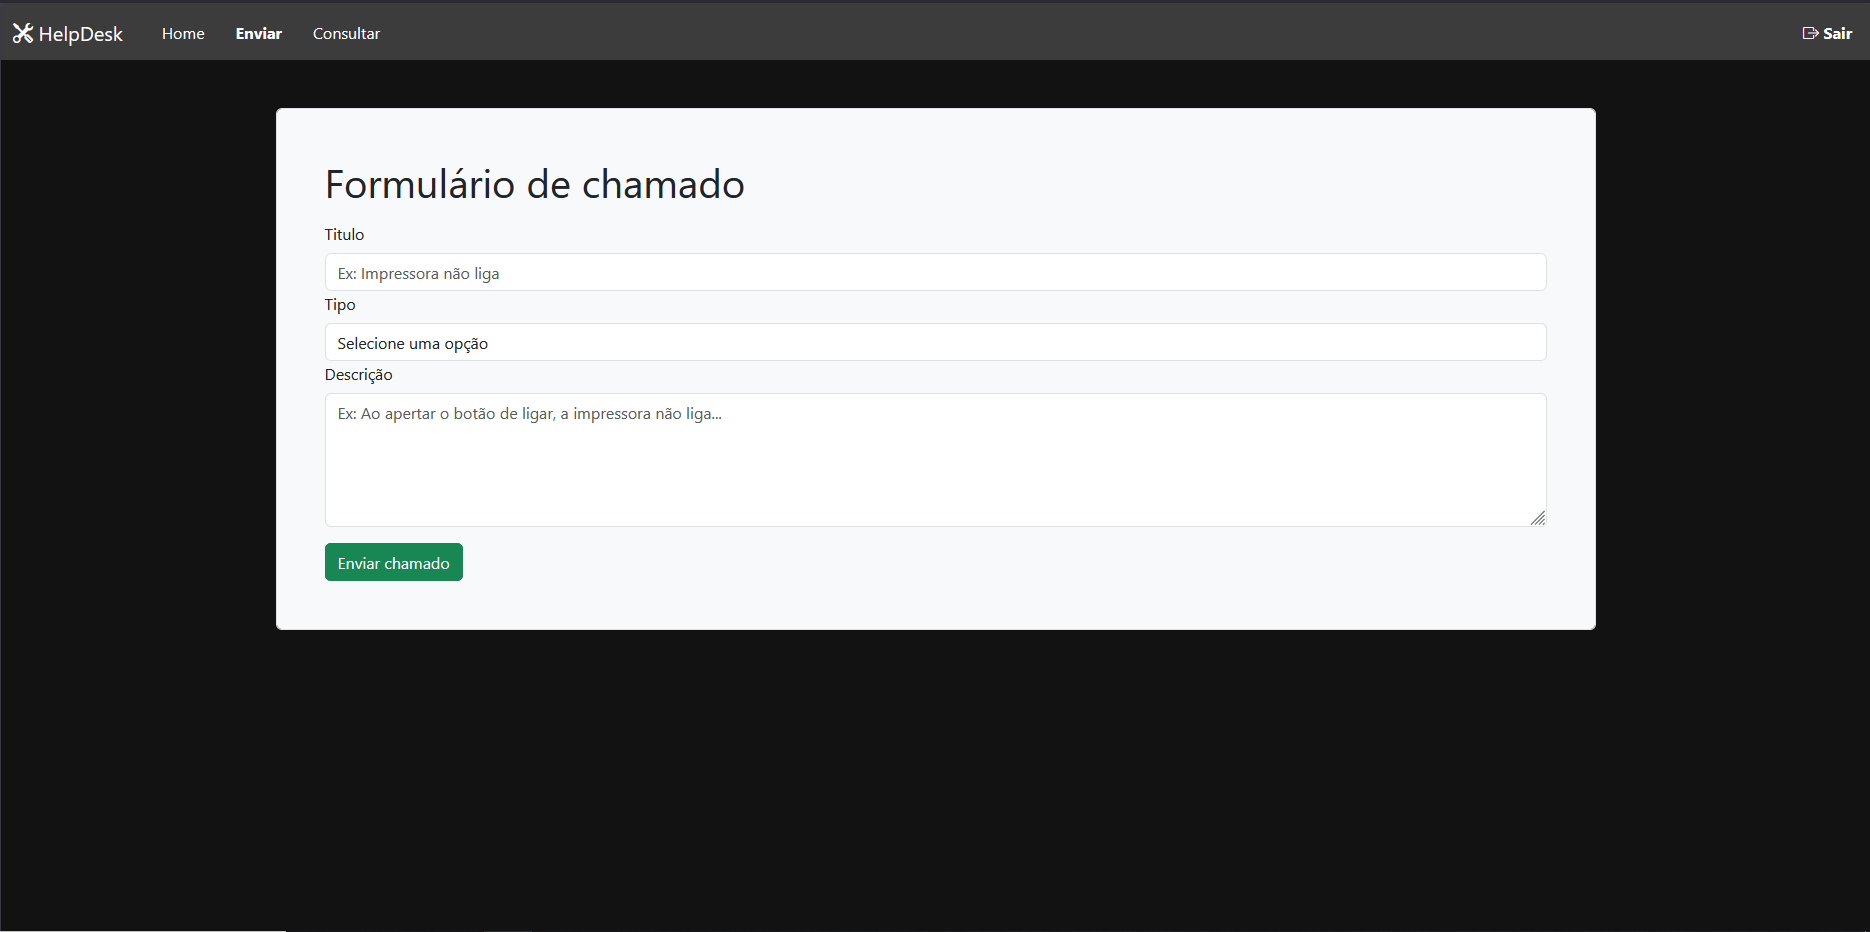 HelpDesk Home Enviar Consultar Sair
Formulário de chamado
Titulo
Ex: Impressora não liga
Tipo
Selecione uma opção
Descrição
Ex: Ao apertar o botão de ligar, a impressora não liga...
Enviar chamado